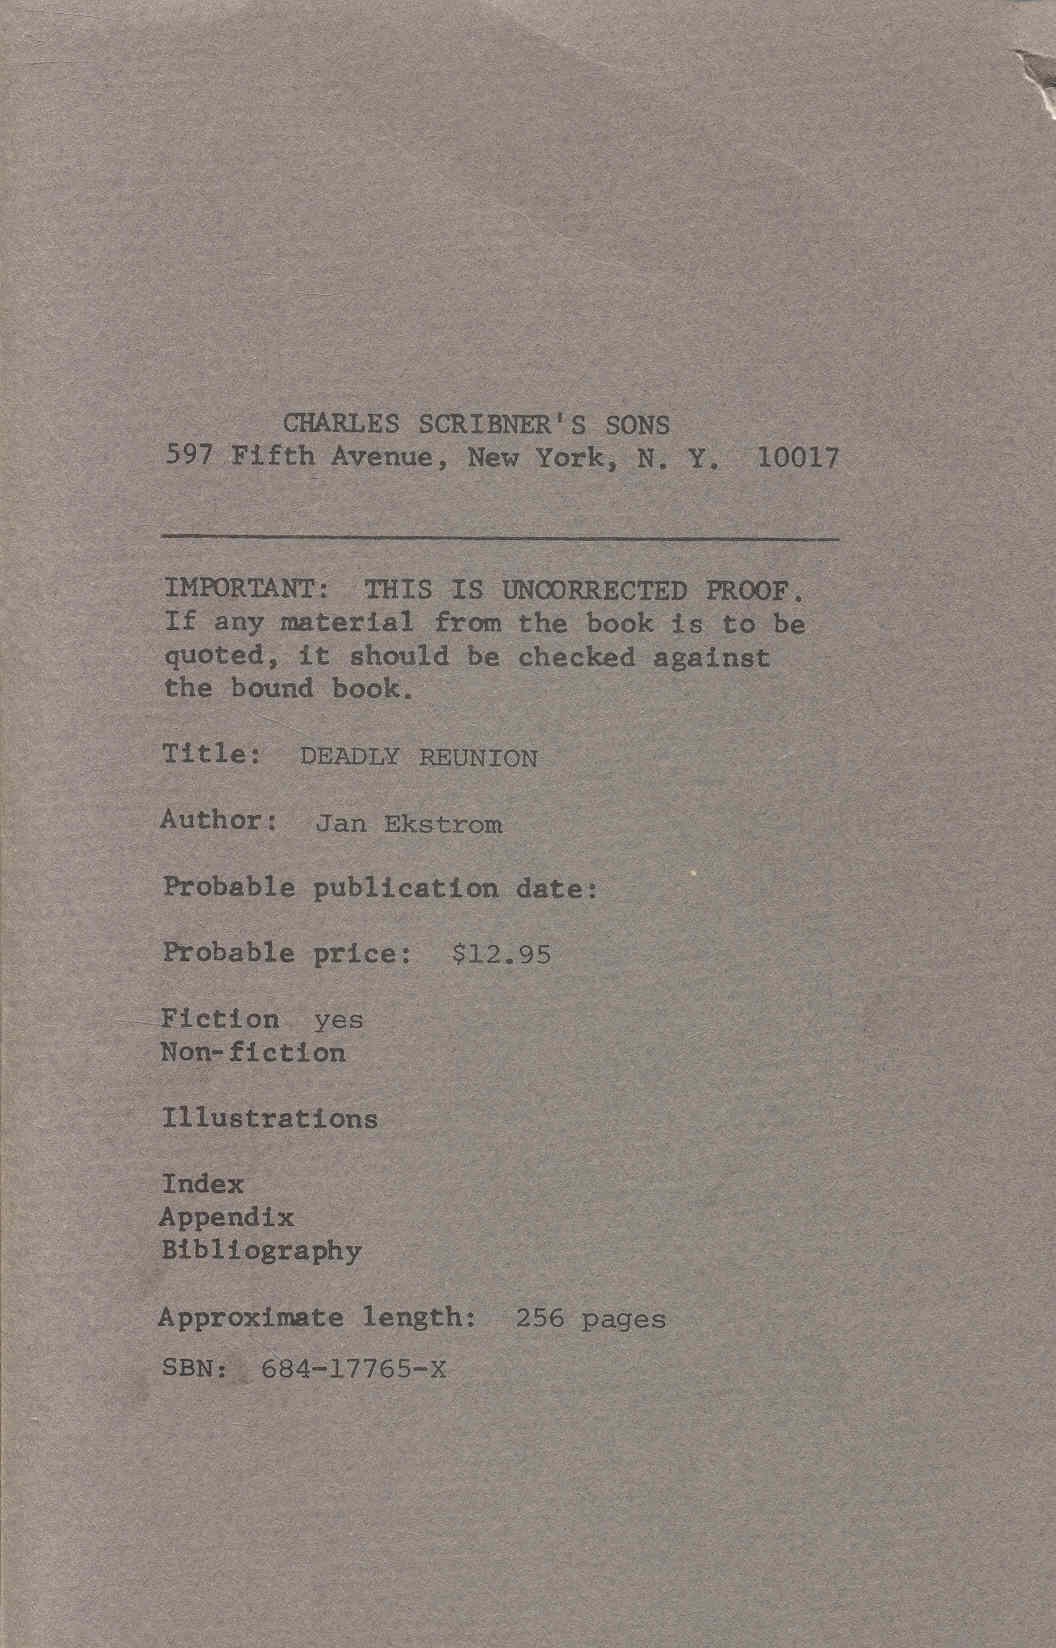 CHARLES SCRIBNER'S SONS
597 Fifth Avenue, New York, N. Y. 10017
IMPORTANT: THIS IS UNCORRECTED PROOF.
If any material from the book is to be
quoted, it should be checked against
the bound book.
Title: DEADLY REUNION
Author: Jan Ekstrom
Probable publication date:
Probable price: $12.95
Fiction yes
Non-fiction
Illustrations
Index
Appendix
Bibliography
Approximate length: 256 pages
SBN: 684-17765-X